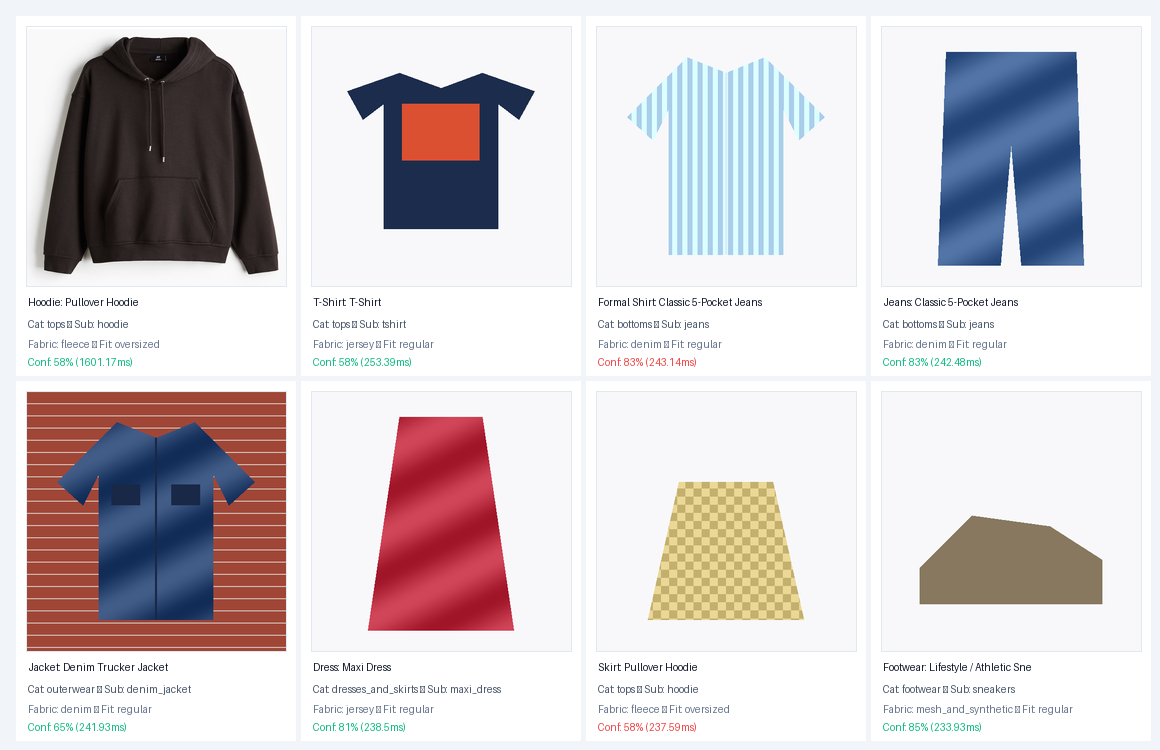 Hoodie: Pullover Hoodie
Cat: tops □ Sub: hoodie
Fabric: fleece □ Fit: oversized
Conf: 58% (1601.17ms)
T-Shirt: T-Shirt
Cat: tops □ Sub: tshirt
Fabric: jersey □ Fit: regular
Conf: 58% (253.39ms)
Formal Shirt: Classic 5-Pocket Jeans
Cat: bottoms □ Sub: jeans
Fabric: denim □ Fit: regular
Conf: 83% (243.14ms)
Jeans: Classic 5-Pocket Jeans
Cat: bottoms □ Sub: jeans
Fabric: denim □ Fit: regular
Conf: 83% (242.48ms)
Jacket: Denim Trucker Jacket
Cat: outerwear □ Sub: denim_jacket
Fabric: denim □ Fit: regular
Conf: 65% (241.93ms)
Dress: Maxi Dress
Cat: dresses_and_skirts □ Sub: maxi_dress
Fabric: jersey □ Fit: regular
Conf: 81% (238.5ms)
Skirt: Pullover Hoodie
Cat: tops □ Sub: hoodie
Fabric: fleece □ Fit: oversized
Conf: 58% (237.59ms)
Footwear: Lifestyle / Athletic Sne
Cat: footwear □ Sub: sneakers
Fabric: mesh_and_synthetic □ Fit: regular
Conf: 85% (233.93ms)